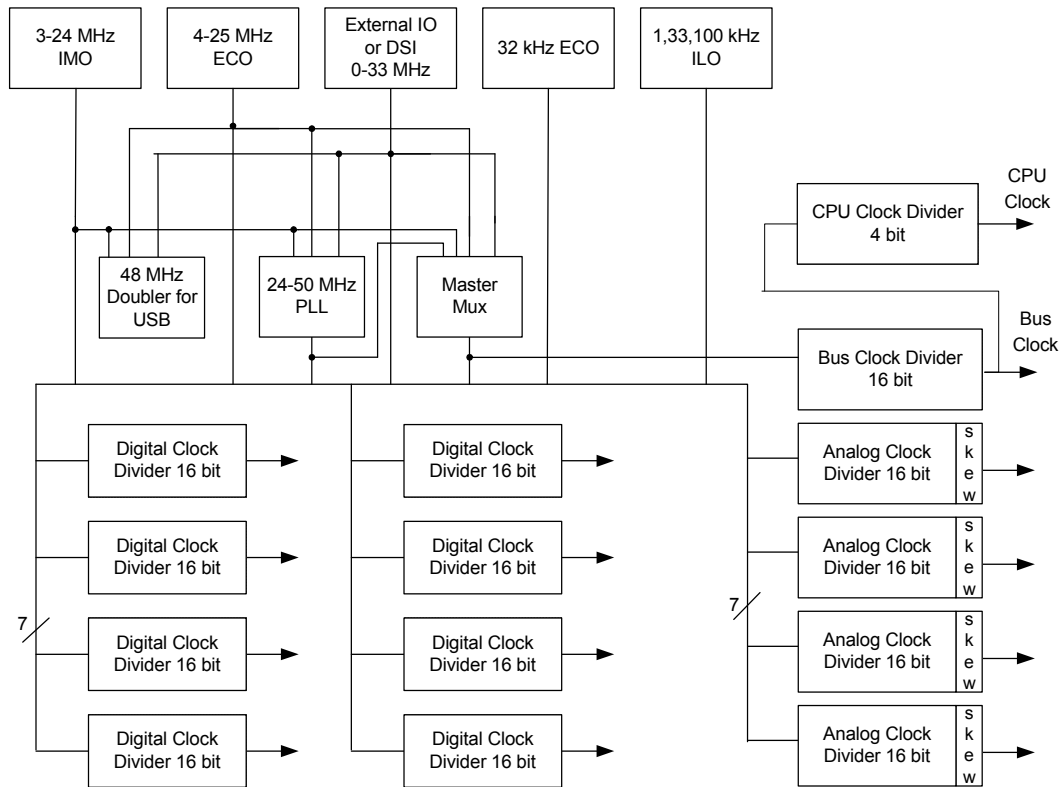 3-24 MHz
IMO
4-25 MHz
ECO
External IO
or DSI
0-33 MHz
32 kHz ECO
1,33,100 kHz
ILO
48 MHz
Doubler for
USB
24-50 MHz
PLL
Master
Mux
CPU Clock Divider
4 bit
CPU
Clock
Bus Clock Divider
16 bit
Bus
Clock
Digital Clock
Divider 16 bit
Digital Clock
Divider 16 bit
Analog Clock
Divider 16 bit
s
k
e
w
Digital Clock
Divider 16 bit
Digital Clock
Divider 16 bit
Analog Clock
Divider 16 bit
s
k
e
w
7
7
Digital Clock
Divider 16 bit
Digital Clock
Divider 16 bit
Analog Clock
Divider 16 bit
s
k
e
w
Digital Clock
Divider 16 bit
Digital Clock
Divider 16 bit
Analog Clock
Divider 16 bit
s
k
e
w